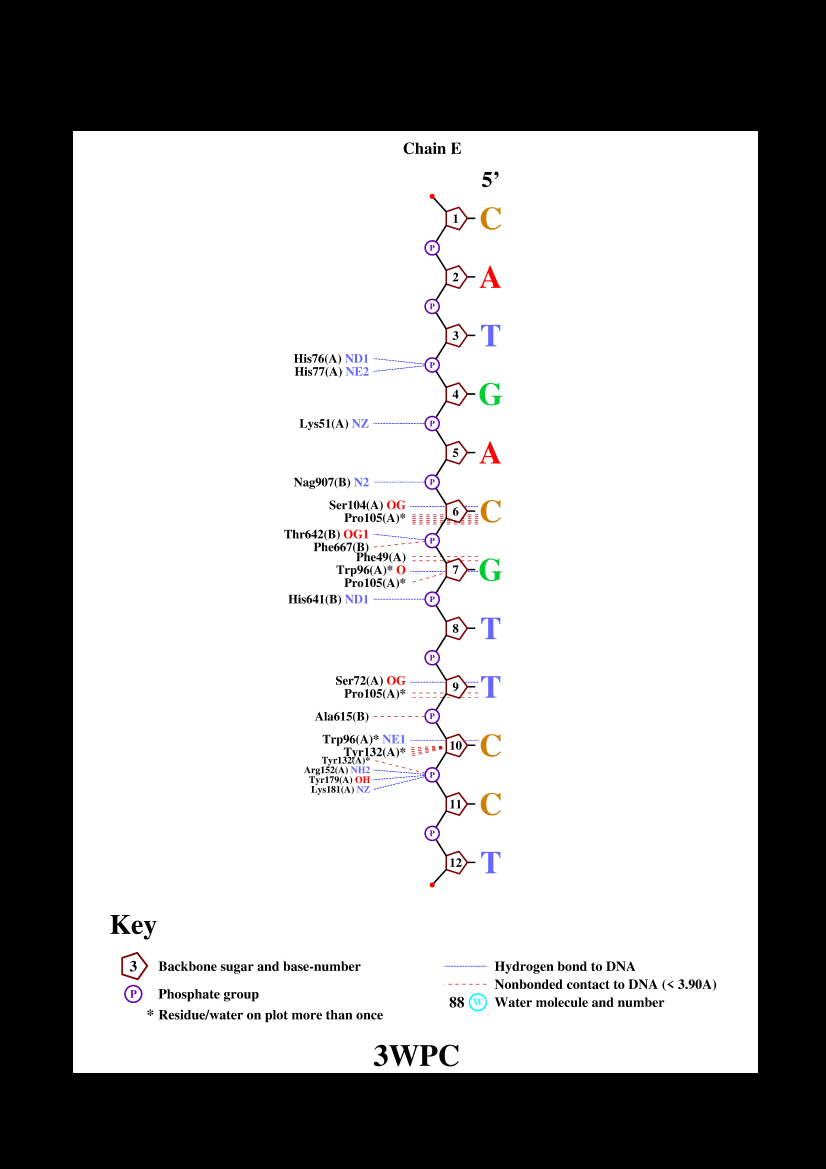 Chain E
5’
1 C
P
2 A
P
3 T
His76(A) ND1
P
His77(A) NE2
4 G
Lys51(A) NZ P
5 A
Nag907(B) N2 P
Ser104(A) OG
6 C
Pro105(A)*
Thr642(B) OG1
P
Phe667(B)
Phe49(A)
Trp96(A)* O 7 G
Pro105(A)*
His641(B) ND1 P
8 T
P
Ser72(A) OG
9 T
Pro105(A)*
Ala615(B) P
Trp96(A)* NE1
10 C
Tyr132(A)*
Tyr132(A)*
Arg152(A) NH2
P
Tyr179(A) OH
Lys181(A) NZ
11 C
P
12 T
Key
3 Backbone sugar and base-number
P Phosphate group
* Residue/water on plot more than once
Hydrogen bond to DNA
Nonbonded contact to DNA (< 3.90A)
88 W Water molecule and number
3WPC